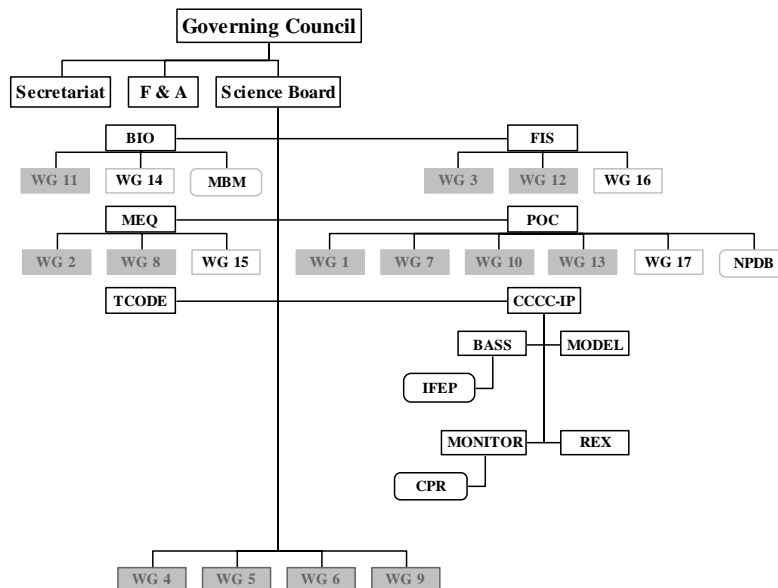 Governing Council
Secretariat F & A Science Board
BIO FIS
WG 11 WG 14 MBM WG 3 WG 12 WG 16
MEQ POC
WG 2 WG 8 WG 15 WG 1 WG 7 WG 10 WG 13 WG 17 NPDB
TCODE CCCC-IP
BASS MODEL
IFEP
MONITOR REX
CPR
WG 4 WG 5 WG 6 WG 9